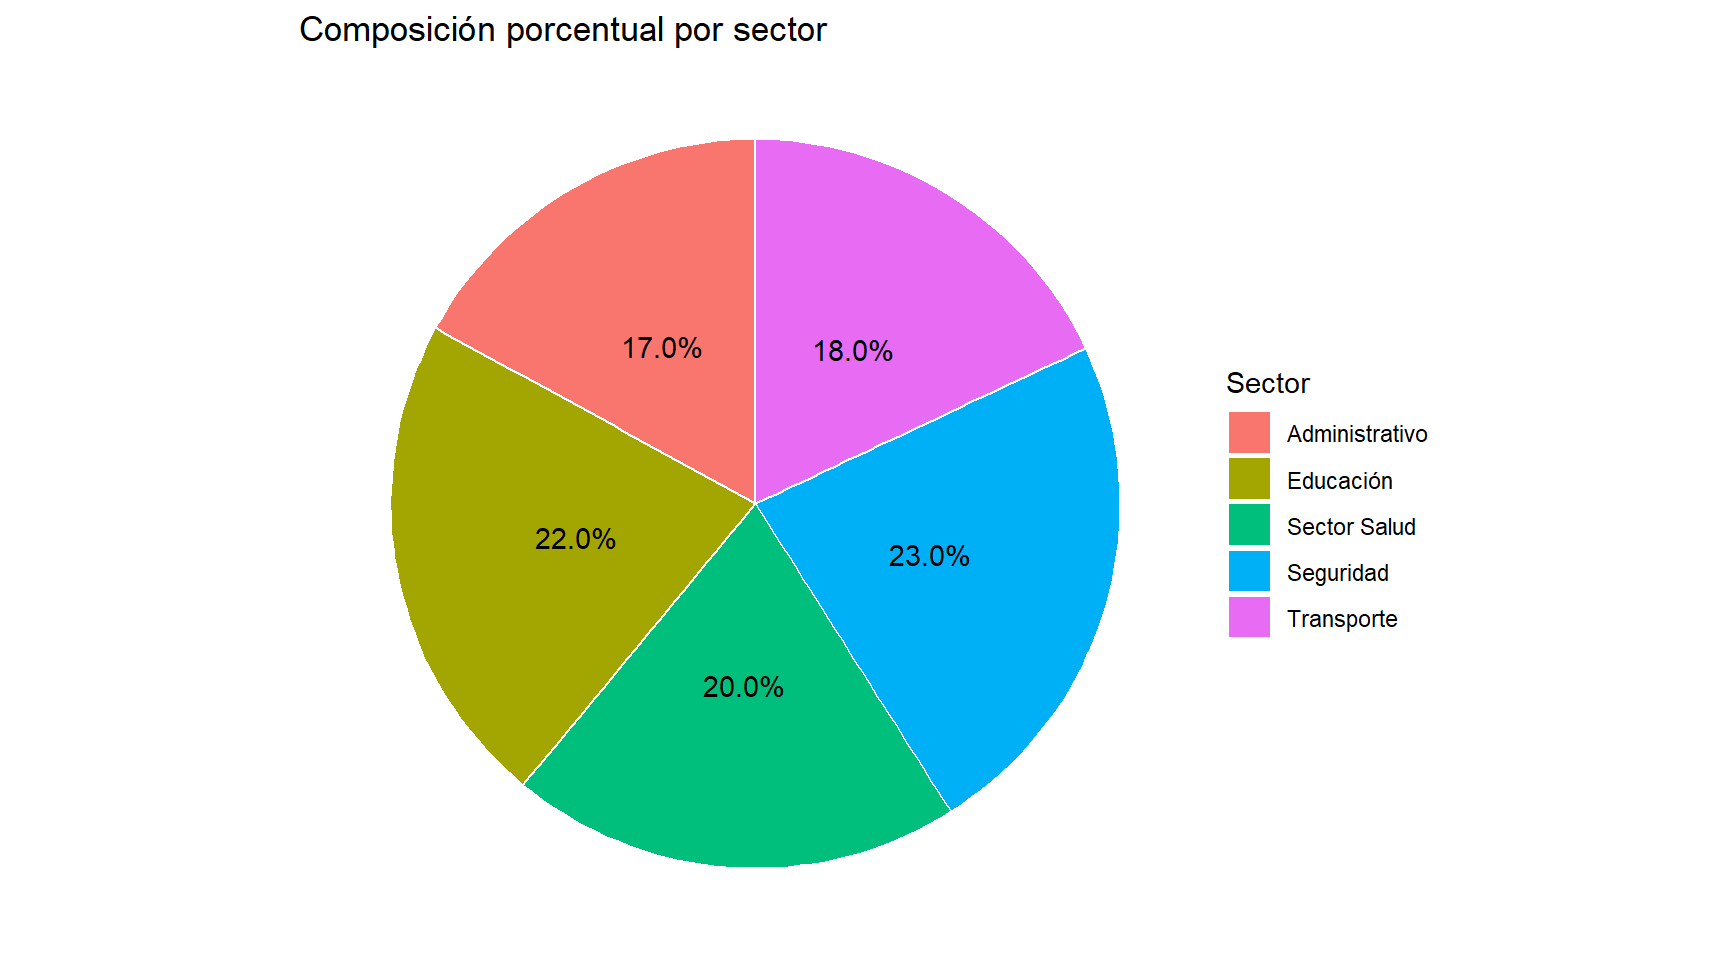 Composición porcentual por sector
17.0%
18.0%
22.0%
23.0%
20.0%
Sector
Administrativo
Educación
Sector Salud
Seguridad
Transporte